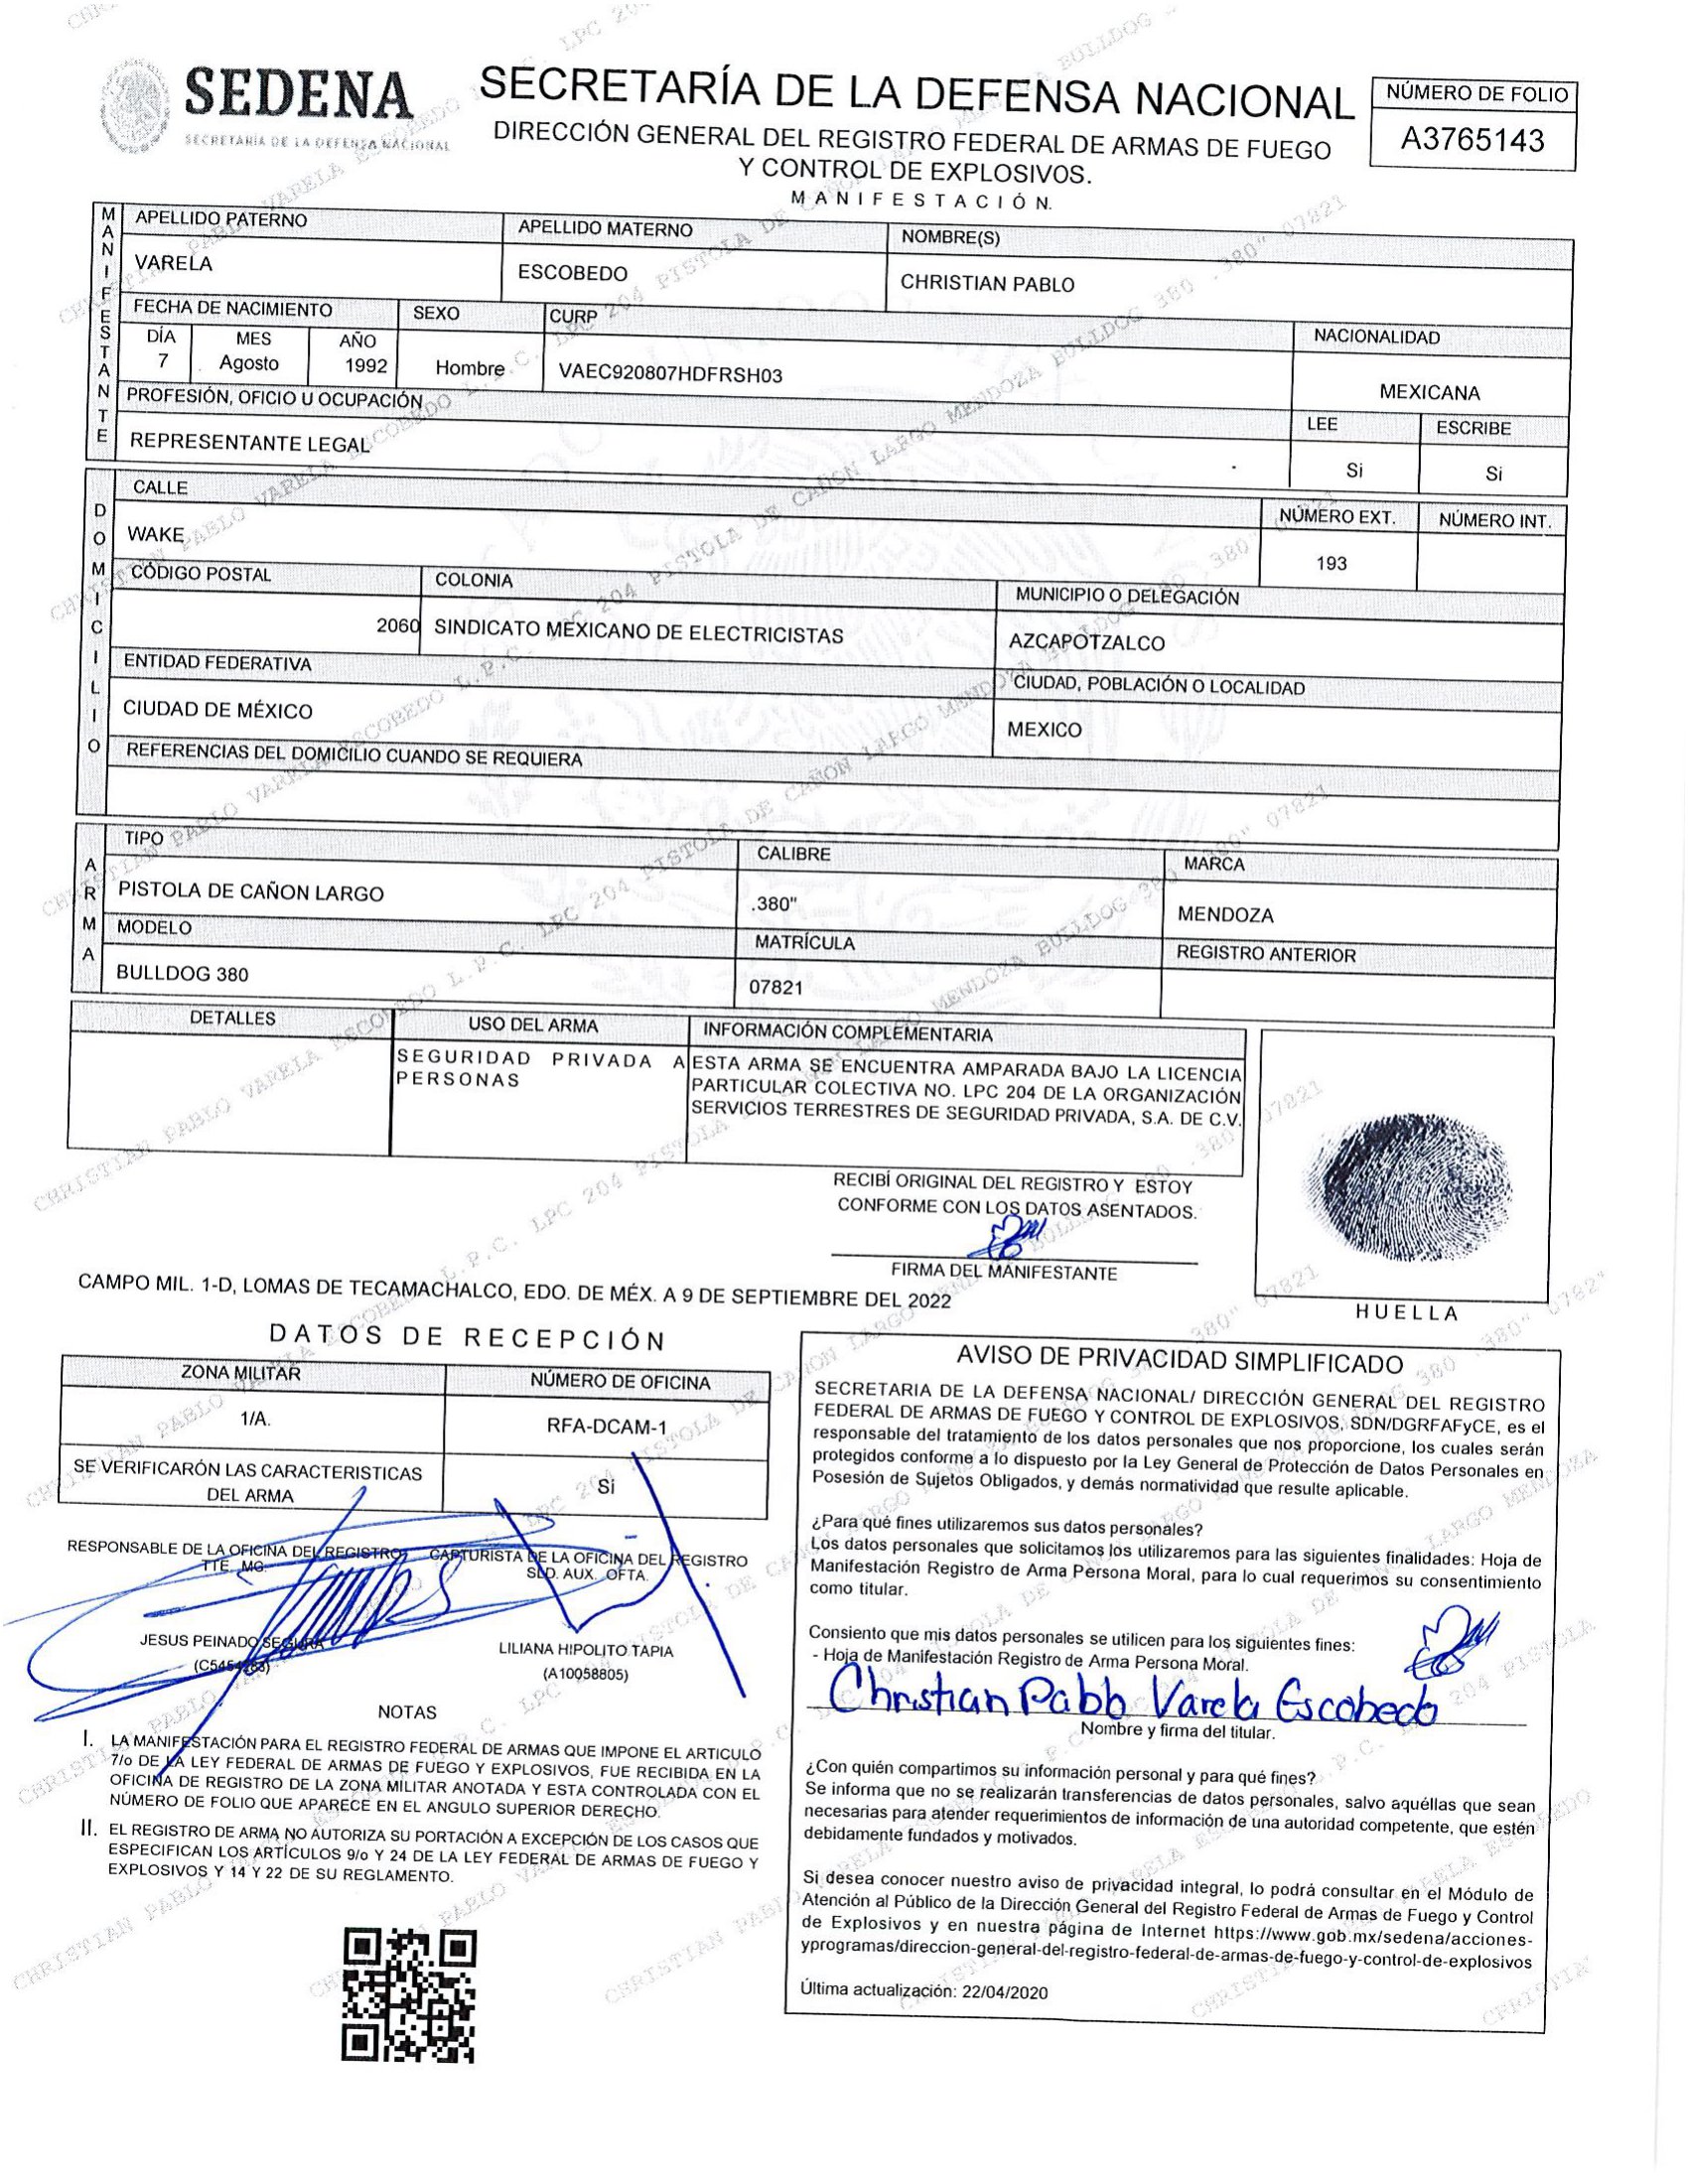 SEDENA
SECRETARÍA DE LA DEFENSA NACIONAL
SECRETARÍA DE LA DEFENSA NACIONAL
DIRECCIÓN GENERAL DEL REGISTRO FEDERAL DE ARMAS DE FUEGO
Y CONTROL DE EXPLOSIVOS.
MANIFESTACIÓN.
NÚMERO DE FOLIO
A3765143
MANIFESTANTE
APELLIDO PATERNO APELLIDO MATERNO NOMBRE(S)
VARELA ESCOBEDO CHRISTIAN PABLO
FECHA DE NACIMIENTO SEXO CURP NACIONALIDAD
DÍA MES AÑO
7 Agosto 1992 Hombre VAEC920807HDFRSH03 MEXICANA
PROFESIÓN, OFICIO U OCUPACIÓN LEE ESCRIBE
REPRESENTANTE LEGAL Si Si
DOMICILIO
CALLE NÚMERO EXT. NÚMERO INT.
WAKE 193
CÓDIGO POSTAL COLONIA MUNICIPIO O DELEGACIÓN
2060 SINDICATO MEXICANO DE ELECTRICISTAS AZCAPOTZALCO
ENTIDAD FEDERATIVA CIUDAD, POBLACIÓN O LOCALIDAD
CIUDAD DE MÉXICO MEXICO
REFERENCIAS DEL DOMICILIO CUANDO SE REQUIERA
ARMA
TIPO CALIBRE MARCA
PISTOLA DE CAÑON LARGO .380" MENDOZA
MODELO MATRÍCULA REGISTRO ANTERIOR
BULLDOG 380 07821
DETALLES USO DEL ARMA INFORMACIÓN COMPLEMENTARIA
SEGURIDAD PRIVADA A ESTA ARMA SE ENCUENTRA AMPARADA BAJO LA LICENCIA
PERSONAS PARTICULAR COLECTIVA NO. LPC 204 DE LA ORGANIZACIÓN
SERVICIOS TERRESTRES DE SEGURIDAD PRIVADA, S.A. DE C.V.
RECIBÍ ORIGINAL DEL REGISTRO Y ESTOY
CONFORME CON LOS DATOS ASENTADOS.
FIRMA DEL MANIFESTANTE
HUELLA
CAMPO MIL. 1-D, LOMAS DE TECAMACHALCO, EDO. DE MÉX. A 9 DE SEPTIEMBRE DEL 2022
DATOS DE RECEPCIÓN
ZONA MILITAR NÚMERO DE OFICINA
1/A. RFA-DCAM-1
SE VERIFICARÓN LAS CARACTERISTICAS
DEL ARMA Si
RESPONSABLE DE LA OFICINA DEL REGISTRO CAPTURISTA DE LA OFICINA DEL REGISTRO
TTE. MG. SLD. AUX. OFTA.
JESUS PEINADO SEGURA LILIANA HIPOLITO TAPIA
(A10058805)
NOTAS
I. LA MANIFESTACIÓN PARA EL REGISTRO FEDERAL DE ARMAS QUE IMPONE EL ARTICULO
7/o DE LA LEY FEDERAL DE ARMAS DE FUEGO Y EXPLOSIVOS, FUE RECIBIDA EN LA
OFICINA DE REGISTRO DE LA ZONA MILITAR ANOTADA Y ESTA CONTROLADA CON EL
NÚMERO DE FOLIO QUE APARECE EN EL ANGULO SUPERIOR DERECHO.
II. EL REGISTRO DE ARMA NO AUTORIZA SU PORTACIÓN A EXCEPCIÓN DE LOS CASOS QUE
ESPECIFICAN LOS ARTÍCULOS 9/o Y 24 DE LA LEY FEDERAL DE ARMAS DE FUEGO Y
EXPLOSIVOS Y 14 Y 22 DE SU REGLAMENTO.
AVISO DE PRIVACIDAD SIMPLIFICADO
SECRETARIA DE LA DEFENSA NACIONAL/ DIRECCIÓN GENERAL DEL REGISTRO
FEDERAL DE ARMAS DE FUEGO Y CONTROL DE EXPLOSIVOS, SDN/DGRFAFyCE, es el
responsable del tratamiento de los datos personales que nos proporcione, los cuales serán
protegidos conforme a lo dispuesto por la Ley General de Protección de Datos Personales en
Posesión de Sujetos Obligados, y demás normatividad que resulte aplicable.
¿Para qué fines utilizaremos sus datos personales?
Los datos personales que solicitamos los utilizaremos para las siguientes finalidades: Hoja de
Manifestación Registro de Arma Persona Moral, para lo cual requerimos su consentimiento
como titular.
Consiento que mis datos personales se utilicen para los siguientes fines:
- Hoja de Manifestación Registro de Arma Persona Moral.
Christian Pablo Varela Escobedo
Nombre y firma del titular.
¿Con quién compartimos su información personal y para qué fines?
Se informa que no se realizarán transferencias de datos personales, salvo aquéllas que sean
necesarias para atender requerimientos de información de una autoridad competente, que estén
debidamente fundados y motivados.
Si desea conocer nuestro aviso de privacidad integral, lo podrá consultar en el Módulo de
Atención al Público de la Dirección General del Registro Federal de Armas de Fuego y Control
de Explosivos y en nuestra página de Internet https://www.gob.mx/sedena/acciones-
yprogramas/direccion-general-del-registro-federal-de-armas-de-fuego-y-control-de-explosivos
Última actualización: 22/04/2020